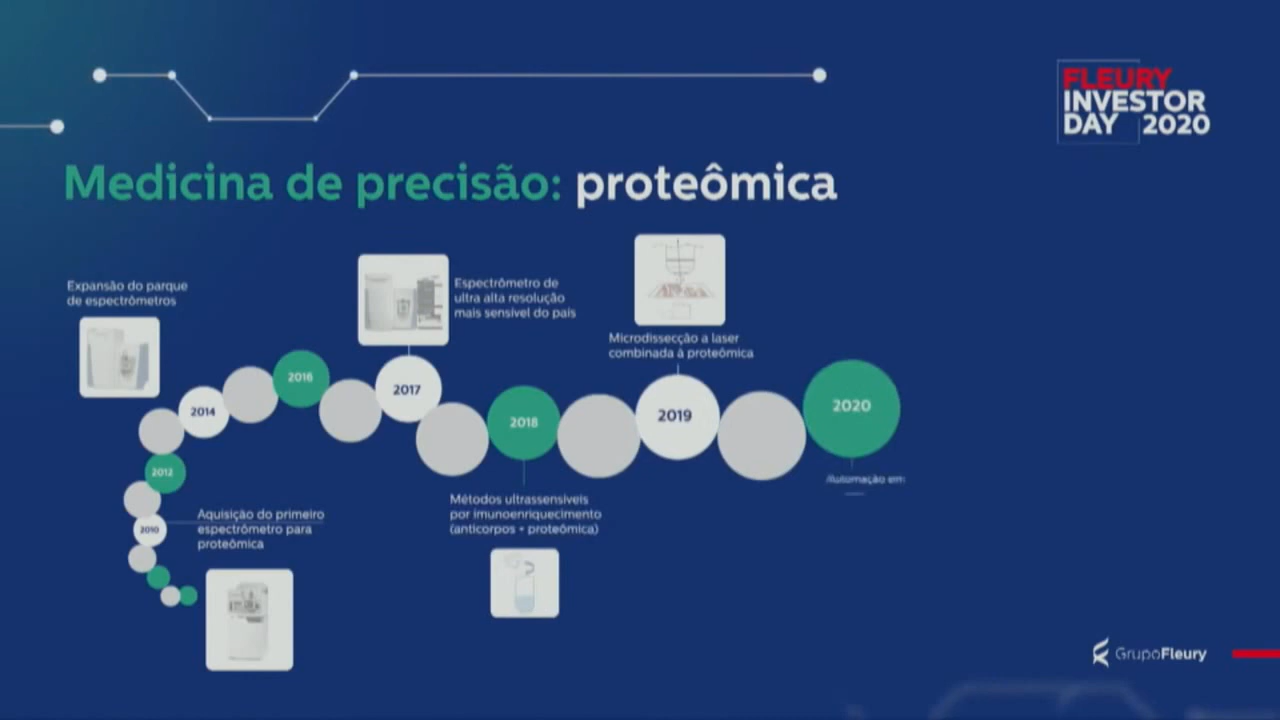 FLEURY
INVESTOR
DAY 2020
Medicina de precisão: proteômica
Expansão do parque
de espectrômetros
Espectrômetro de
ultra alta resolução
mais sensível do país
Microdissecção a laser
combinada à proteômica
2016
2017
2014
2018
2019
2020
2012
2010
Automação em
Aquisição do primeiro
espectrômetro para
proteômica
Métodos ultrassensíveis
por imunoenriquecimento
(anticorpos + proteômica)
GrupoFleury